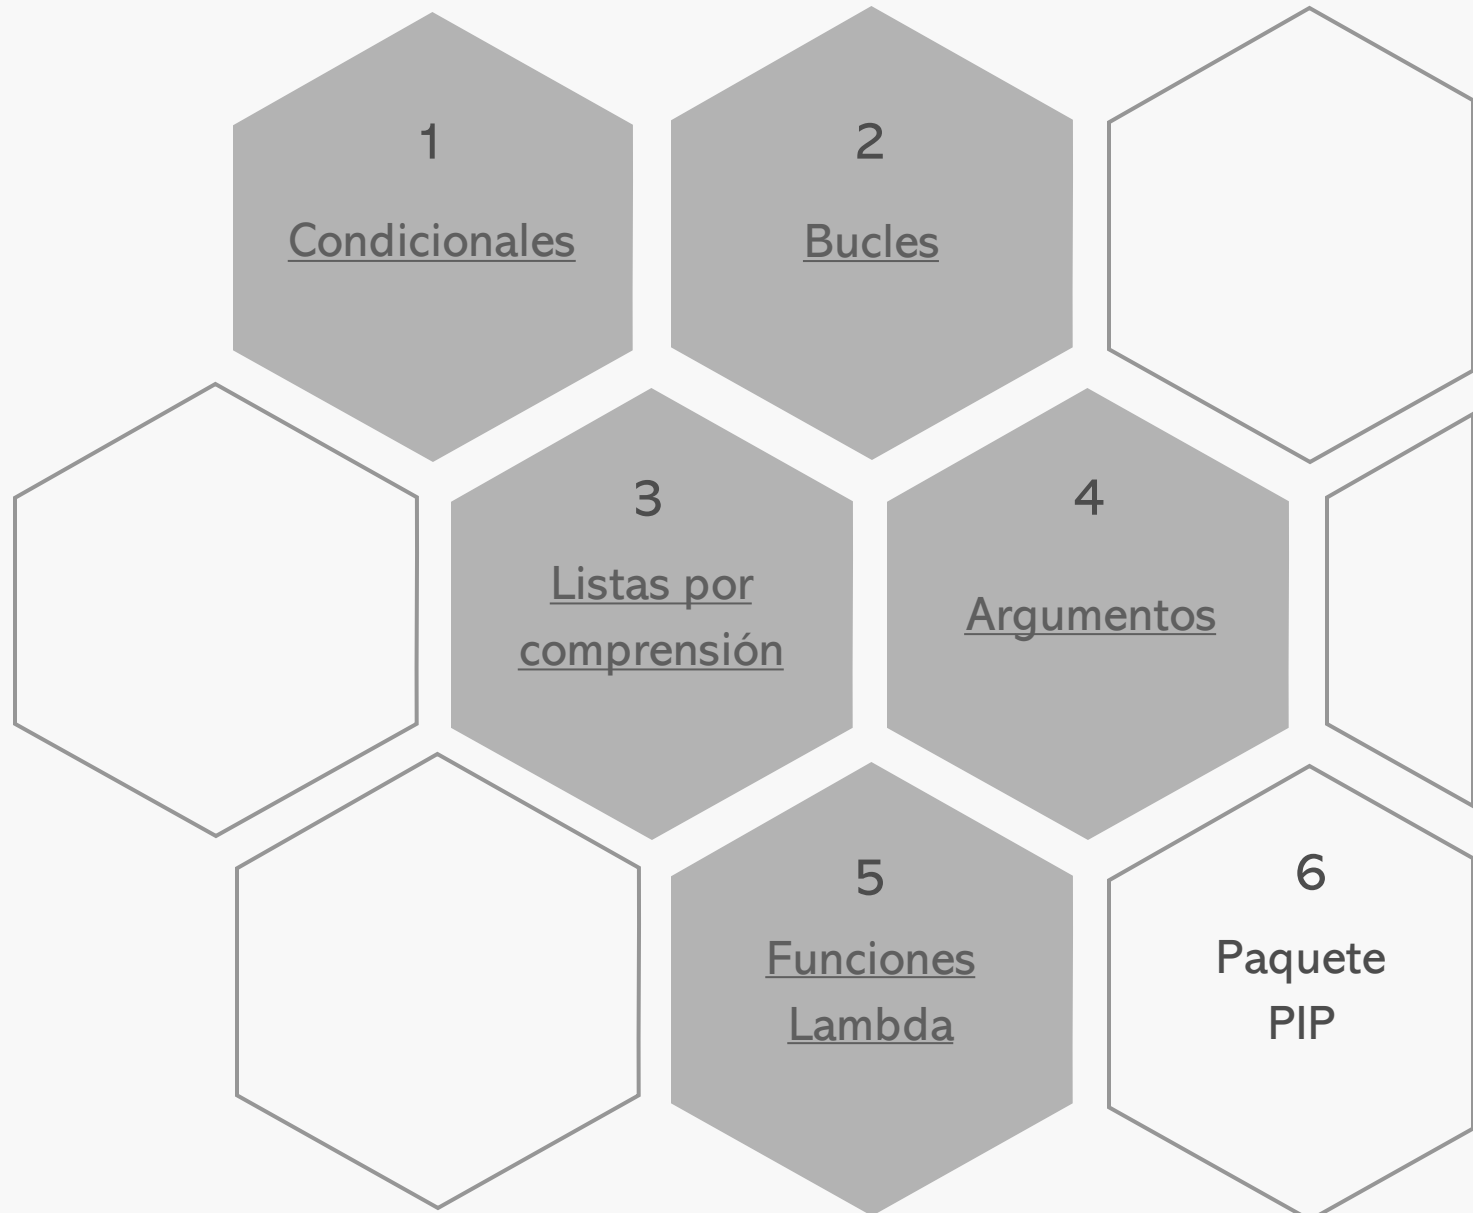 1
Condicionales
2
Bucles
3
Listas por
comprensión
4
Argumentos
5
Funciones
Lambda
6
Paquete
PIP